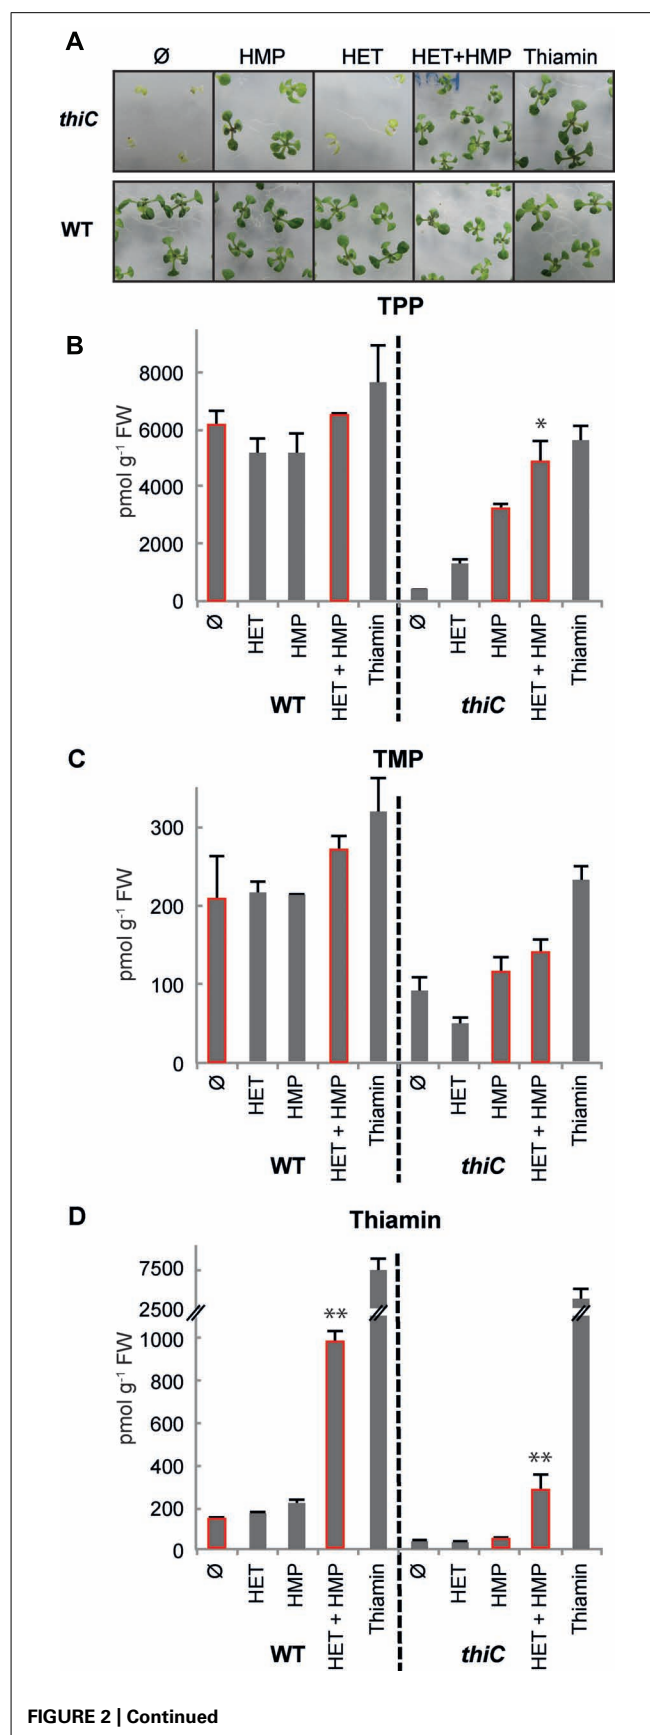 A
Ø HMP HET HET+HMP Thiamin
thiC
WT
TPP
B
pmol g⁻¹ FW
8000
6000
4000
2000
0
Ø HET HMP HET + HMP Thiamin Ø HET HMP HET + HMP Thiamin
*
WT thiC
TMP
C
pmol g⁻¹ FW
300
200
100
0
Ø HET HMP HET + HMP Thiamin Ø HET HMP HET + HMP Thiamin
WT thiC
Thiamin
D
pmol g⁻¹ FW
7500
2500
1000
800
600
400
200
0
**
**
Ø HET HMP HET + HMP Thiamin Ø HET HMP HET + HMP Thiamin
WT thiC
FIGURE 2 | Continued